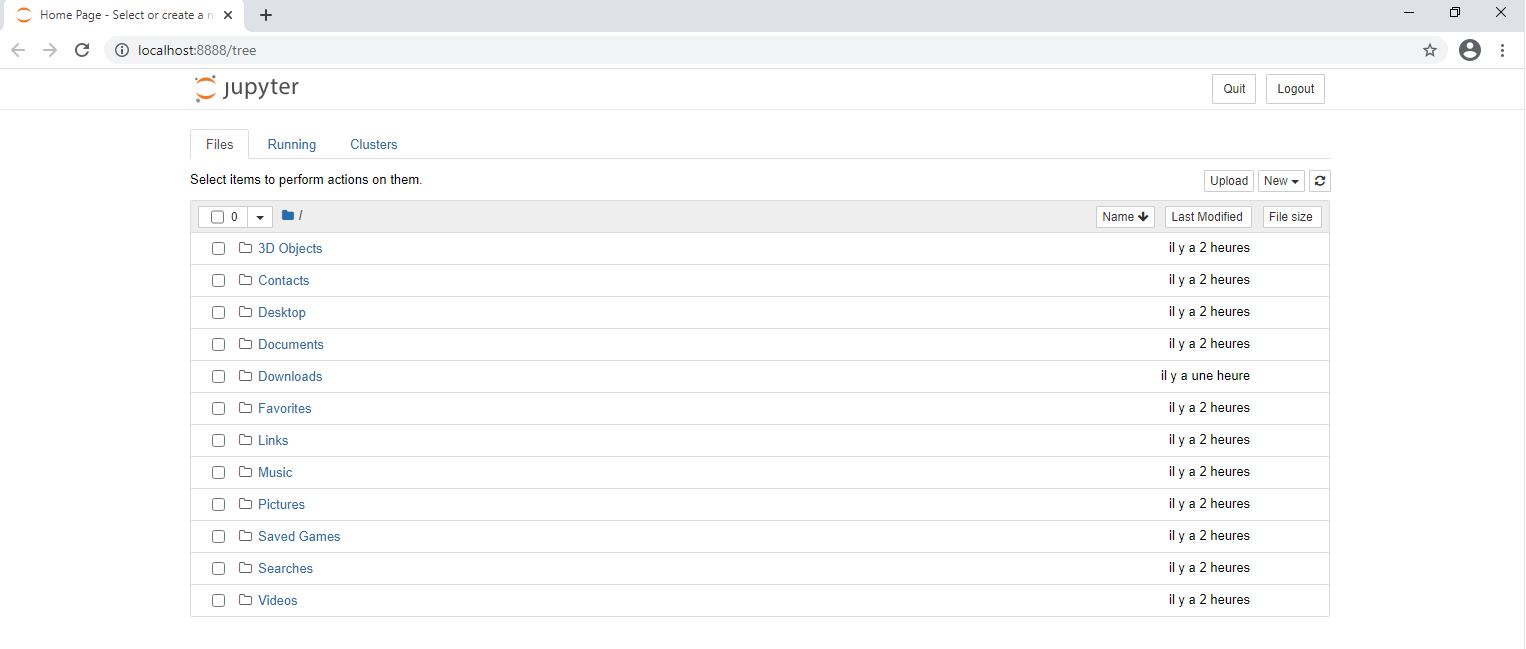 Home Page - Select or create a n
localhost:8888/tree
jupyter
Quit
Logout
Files
Running
Clusters
Select items to perform actions on them.
Upload
New
0
/
Name
Last Modified
File size
3D Objects
il y a 2 heures
Contacts
il y a 2 heures
Desktop
il y a 2 heures
Documents
il y a 2 heures
Downloads
il y a une heure
Favorites
il y a 2 heures
Links
il y a 2 heures
Music
il y a 2 heures
Pictures
il y a 2 heures
Saved Games
il y a 2 heures
Searches
il y a 2 heures
Videos
il y a 2 heures